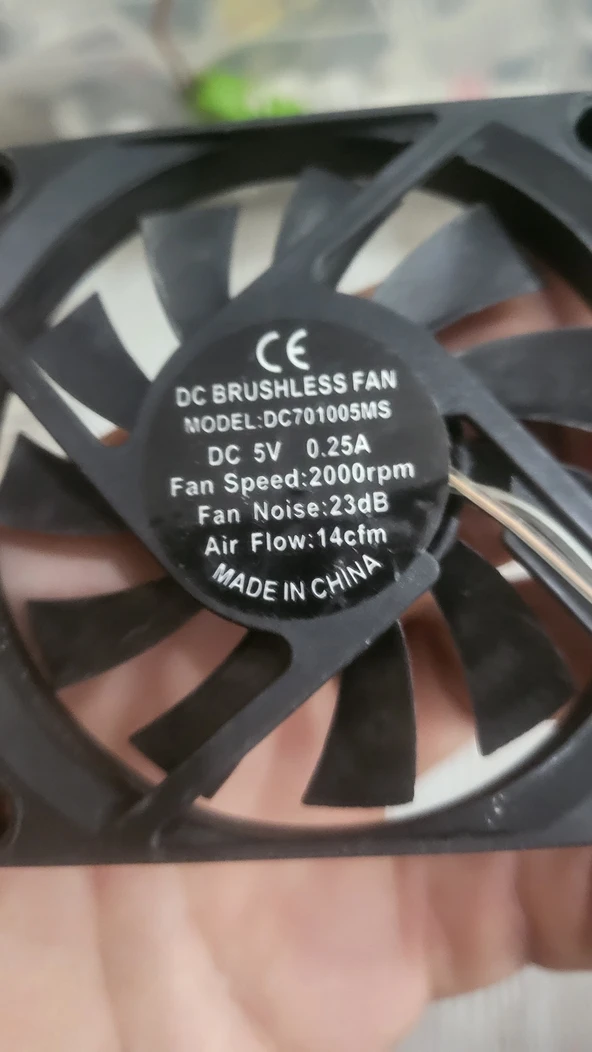 CE
DC BRUSHLESS FAN
MODEL:DC701005MS
DC 5V 0.25A
Fan Speed:2000rpm
Fan Noise:23dB
Air Flow:14cfm
MADE IN CHINA